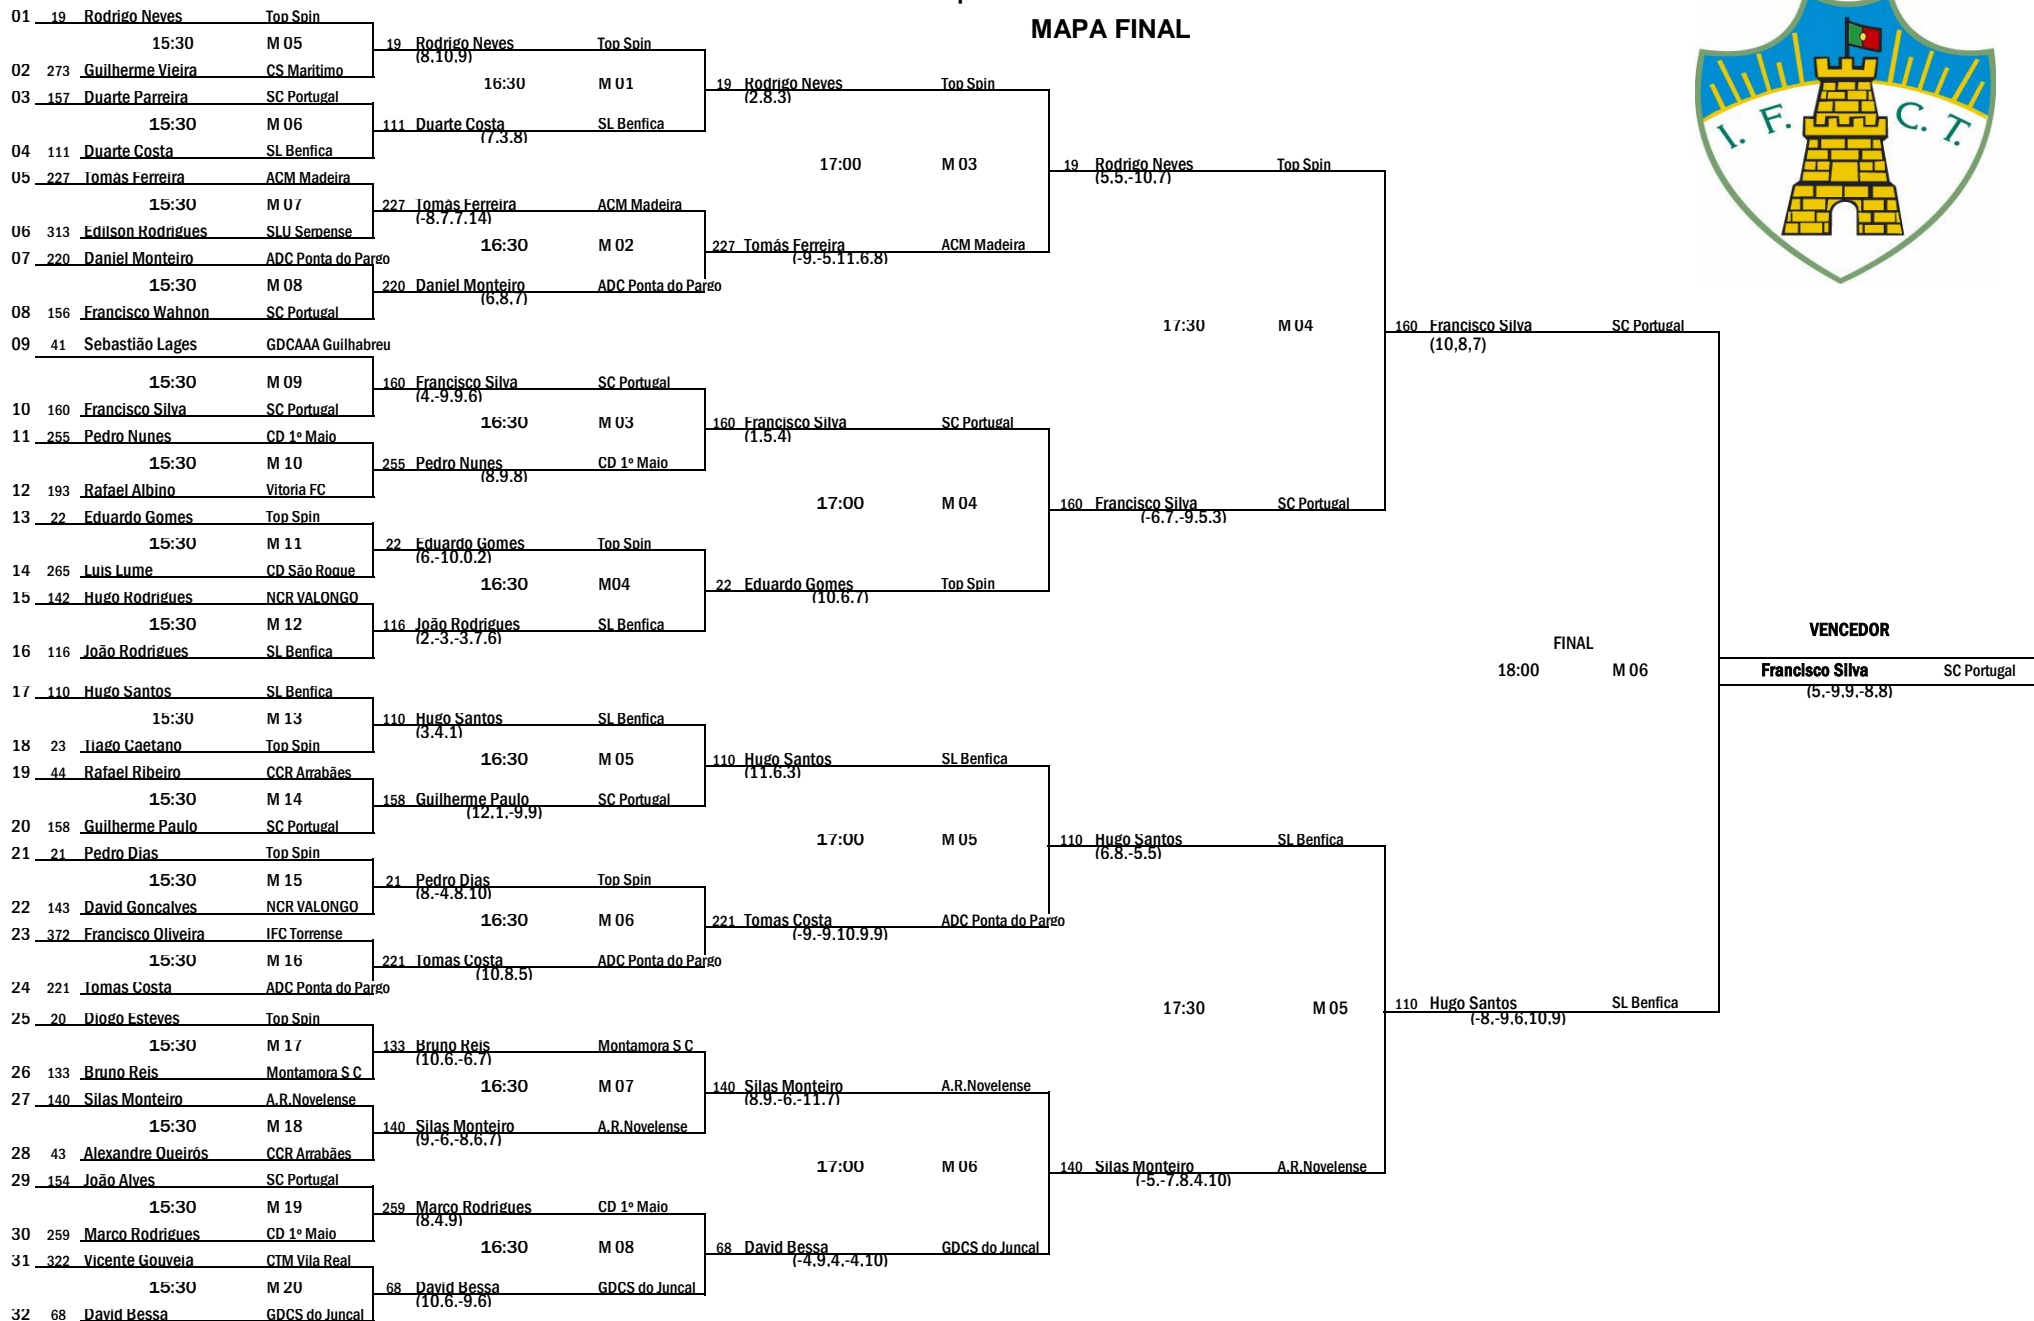 MAPA FINAL
I. F. C. T.
01 19 Rodrigo Neves Top Spin
15:30 M 05
02 273 Guilherme Vieira CS Maritimo
03 157 Duarte Parreira SC Portugal
15:30 M 06
04 111 Duarte Costa SL Benfica
05 227 Tomás Ferreira ACM Madeira
15:30 M 07
06 313 Edilson Rodrigues SLU Serpense
07 220 Daniel Monteiro ADC Ponta do Pargo
15:30 M 08
08 156 Francisco Wahnon SC Portugal
09 41 Sebastião Lages GDCAAA Guilhabreu
15:30 M 09
10 160 Francisco Silva SC Portugal
11 255 Pedro Nunes CD 1º Maio
15:30 M 10
12 193 Rafael Albino Vitoria FC
13 22 Eduardo Gomes Top Spin
15:30 M 11
14 265 Luis Lume CD São Roque
15 142 Hugo Rodrigues NCR VALONGO
15:30 M 12
16 116 João Rodrigues SL Benfica
17 110 Hugo Santos SL Benfica
15:30 M 13
18 23 Tiago Caetano Top Spin
19 44 Rafael Ribeiro CCR Arrabães
15:30 M 14
20 158 Guilherme Paulo SC Portugal
21 21 Pedro Dias Top Spin
15:30 M 15
22 143 David Goncalves NCR VALONGO
23 372 Francisco Oliveira IFC Torrense
15:30 M 16
24 221 Tomas Costa ADC Ponta do Pargo
25 20 Diogo Esteves Top Spin
15:30 M 17
26 133 Bruno Reis Montamora S C
27 140 Silas Monteiro A.R.Novelense
15:30 M 18
28 43 Alexandre Queirós CCR Arrabães
29 154 João Alves SC Portugal
15:30 M 19
30 259 Marco Rodrigues CD 1º Maio
31 322 Vicente Gouveia CTM Vila Real
15:30 M 20
32 68 David Bessa GDCS do Juncal
19 Rodrigo Neves Top Spin
(8,10,9)
16:30 M 01
111 Duarte Costa SL Benfica
(7,3,8)
227 Tomás Ferreira ACM Madeira
(-8,7,7,14)
16:30 M 02
220 Daniel Monteiro ADC Ponta do Pargo
(6,8,7)
160 Francisco Silva SC Portugal
(4,-9,9,6)
16:30 M 03
255 Pedro Nunes CD 1º Maio
(8,9,8)
22 Eduardo Gomes Top Spin
(6,-10,0,2)
16:30 M04
116 João Rodrigues SL Benfica
(2,-3,-3,7,6)
110 Hugo Santos SL Benfica
(3,4,1)
16:30 M 05
158 Guilherme Paulo SC Portugal
(12,1,-9,9)
21 Pedro Dias Top Spin
(8,-4,8,10)
16:30 M 06
221 Tomas Costa ADC Ponta do Pargo
(10,8,5)
133 Bruno Reis Montamora S C
(10,6,-6,7)
16:30 M 07
140 Silas Monteiro A.R.Novelense
(9,-6,-8,6,7)
259 Marco Rodrigues CD 1º Maio
(8,4,9)
16:30 M 08
68 David Bessa GDCS do Juncal
(10,6,-9,6)
19 Rodrigo Neves Top Spin
(2,8,3)
17:00 M 03
227 Tomás Ferreira ACM Madeira
(-9,-5,11,6,8)
160 Francisco Silva SC Portugal
(1,5,4)
17:00 M 04
22 Eduardo Gomes Top Spin
(10,6,7)
110 Hugo Santos SL Benfica
(11,6,3)
17:00 M 05
221 Tomas Costa ADC Ponta do Pargo
(-9,-9,10,9,9)
140 Silas Monteiro A.R.Novelense
(8,9,-6,-11,7)
17:00 M 06
68 David Bessa GDCS do Juncal
(-4,9,4,-4,10)
19 Rodrigo Neves Top Spin
(5,5,-10,7)
17:30 M 04
160 Francisco Silva SC Portugal
(-6,7,-9,5,3)
110 Hugo Santos SL Benfica
(6,8,-5,5)
17:30 M 05
140 Silas Monteiro A.R.Novelense
(-5,-7,8,4,10)
160 Francisco Silva SC Portugal
(10,8,7)
FINAL
18:00 M 06
110 Hugo Santos SL Benfica
(-8,-9,6,10,9)
VENCEDOR
Francisco Silva SC Portugal
(5,-9,9,-8,8)